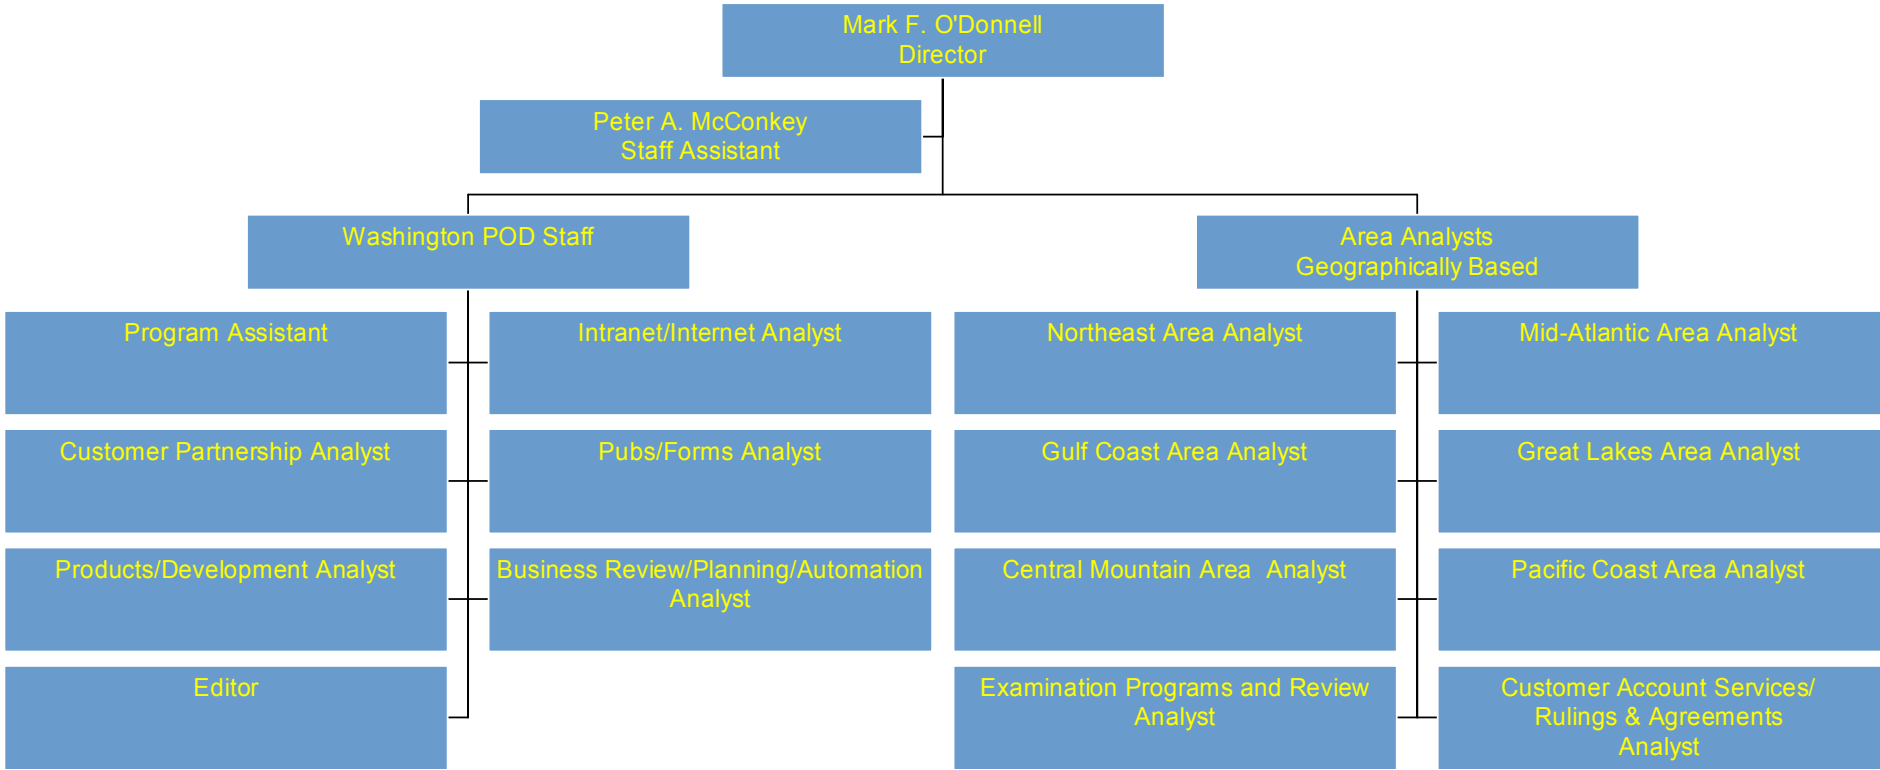 Mark F. O'Donnell
Director
Peter A. McConkey
Staff Assistant
Washington POD Staff
Area Analysts
Geographically Based
Program Assistant
Intranet/Internet Analyst
Northeast Area Analyst
Mid-Atlantic Area Analyst
Customer Partnership Analyst
Pubs/Forms Analyst
Gulf Coast Area Analyst
Great Lakes Area Analyst
Products/Development Analyst
Business Review/Planning/Automation
Analyst
Central Mountain Area  Analyst
Pacific Coast Area Analyst
Editor
Examination Programs and Review
Analyst
Customer Account Services/
Rulings & Agreements
Analyst